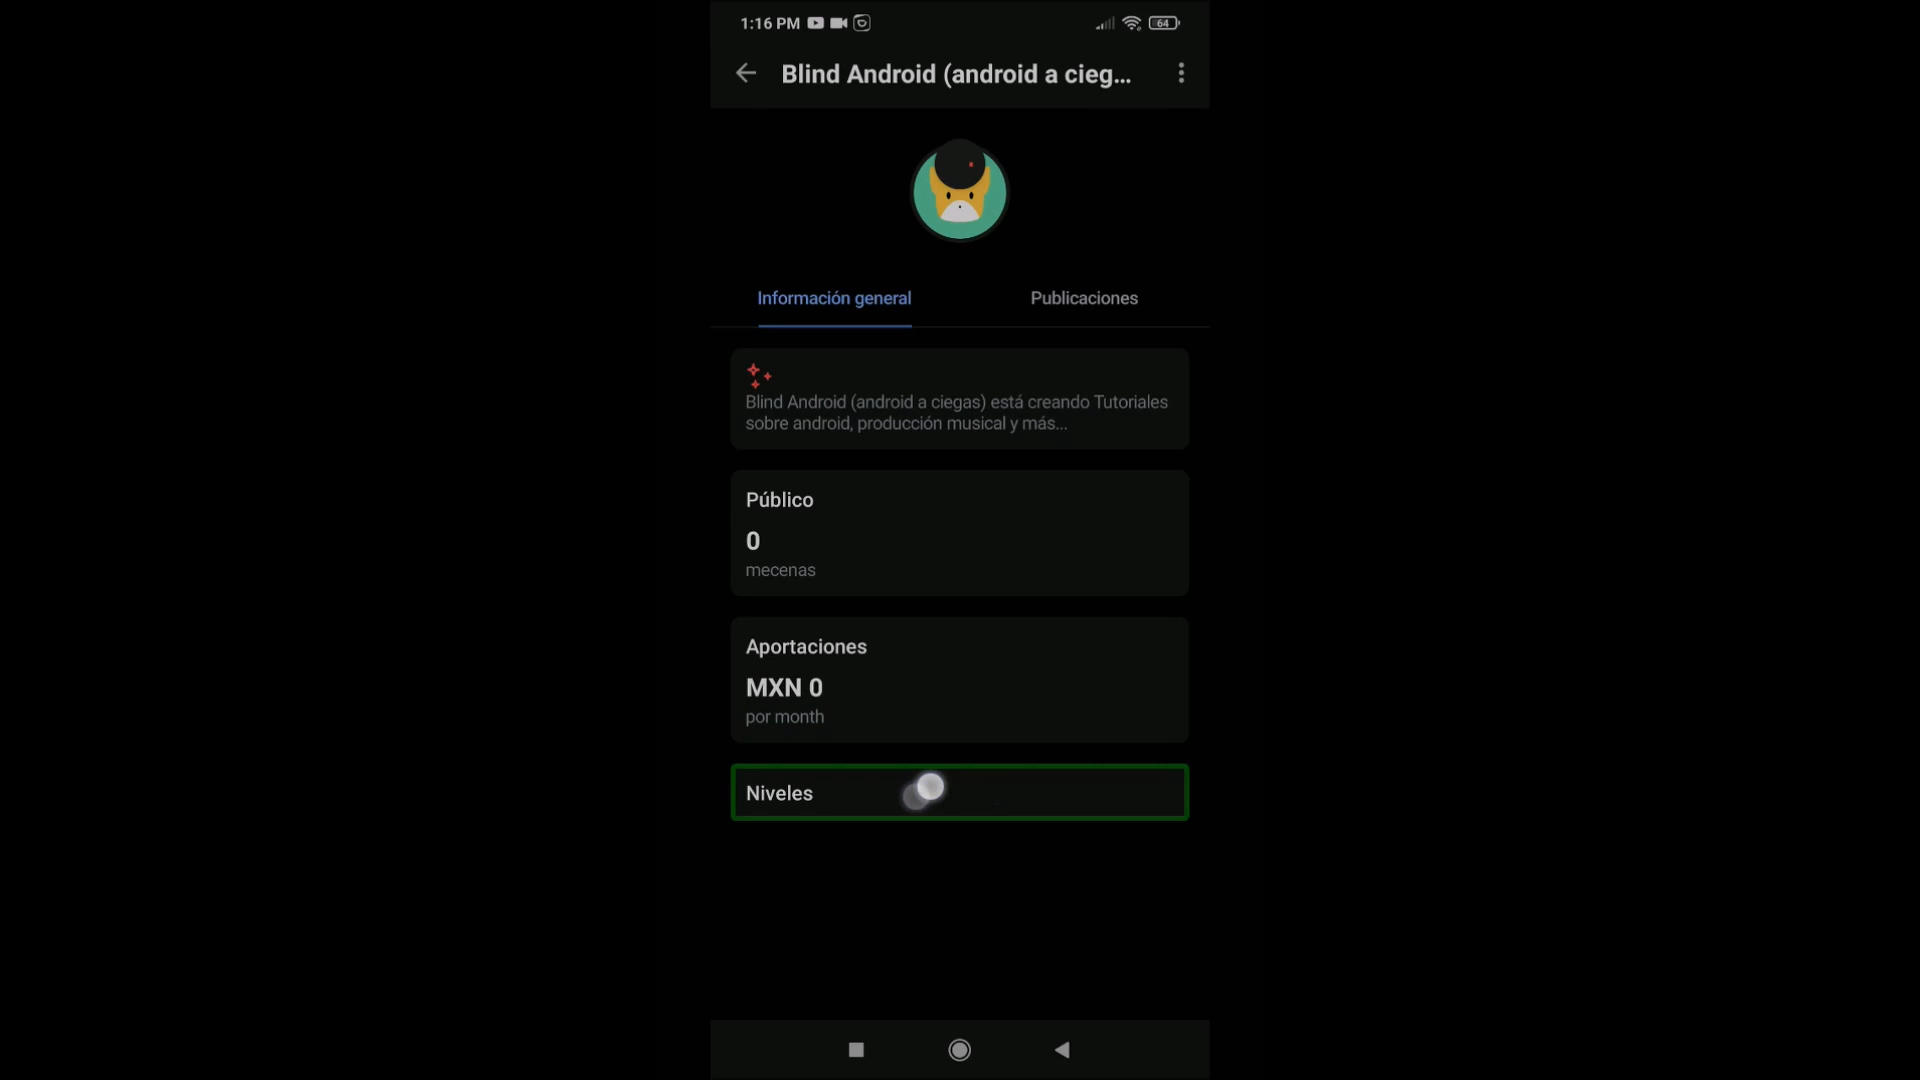 1:16 PM
64
Blind Android (android a cieg...
Información general
Publicaciones
Blind Android (android a ciegas) está creando Tutoriales
sobre android, producción musical y más...
Público
0
mecenas
Aportaciones
MXN 0
por month
Niveles